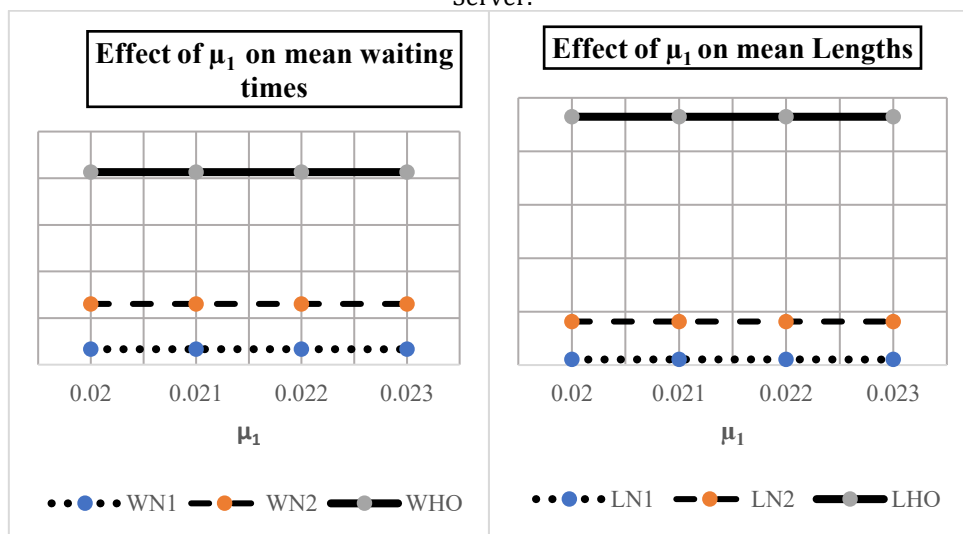 Server.
Effect of μ₁ on mean waiting
times
0.02 0.021 0.022 0.023
μ₁
WN1 WN2 WHO
Effect of μ₁ on mean Lengths
0.02 0.021 0.022 0.023
μ₁
LN1 LN2 LHO